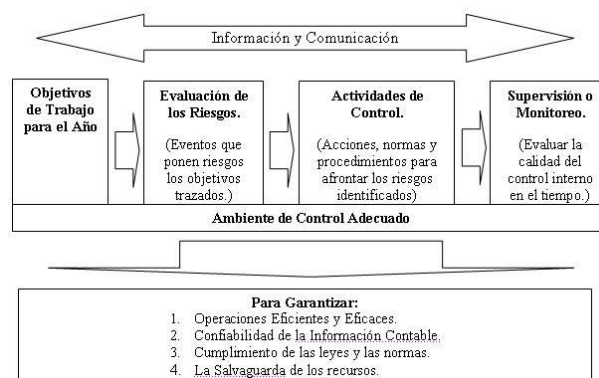 Información y Comunicación
Objetivos
de Trabajo
para el Año
Evaluación de
los Riesgos.
(Eventos que
ponen riesgos
los objetivos
trazados.)
Actividades de
Control.
(Acciones, normas y
procedimientos para
afrontar los riesgos
identificados)
Supervisión o
Monitoreo.
(Evaluar la
calidad del
control interno
en el tiempo.)
Ambiente de Control Adecuado
Para Garantizar:
1. Operaciones Eficientes y Eficaces.
2. Confiabilidad de la Información Contable.
3. Cumplimiento de las leyes y las normas.
4. La Salvaguarda de los recursos.